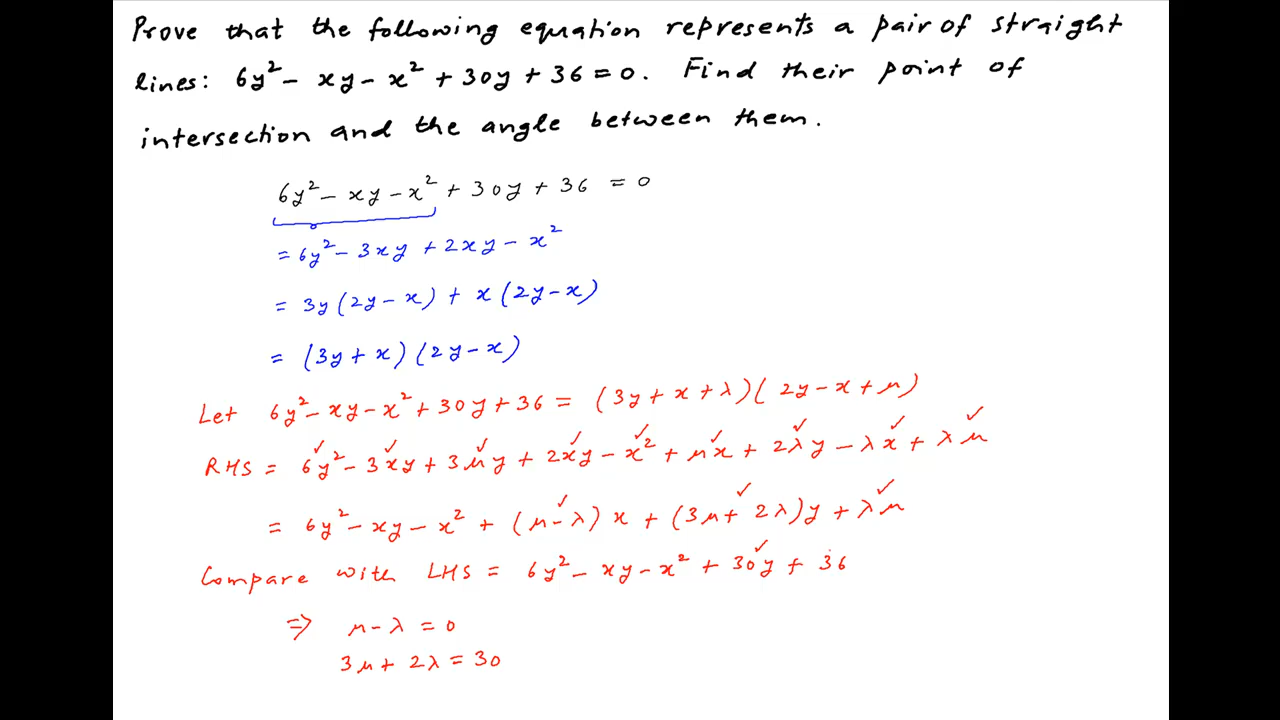 Prove that the following equation represents a pair of straight
lines: 6y² - xy - x² + 30y + 36 = 0. Find their point of
intersection and the angle between them.
6y² - xy - x² + 30y + 36 = 0
= 6y² - 3xy + 2xy - x²
= 3y(2y - x) + x(2y - x)
= (3y + x)(2y - x)
Let 6y² - xy - x² + 30y + 36 = (3y + x + λ)(2y - x + μ)
RHS = 6y² - 3xy + 3μy + 2xy - x² + μx + 2λy - λx + λμ
= 6y² - xy - x² + (μ - λ)x + (3μ + 2λ)y + λμ
Compare with LHS = 6y² - xy - x² + 30y + 36
⇒ μ - λ = 0
3μ + 2λ = 30